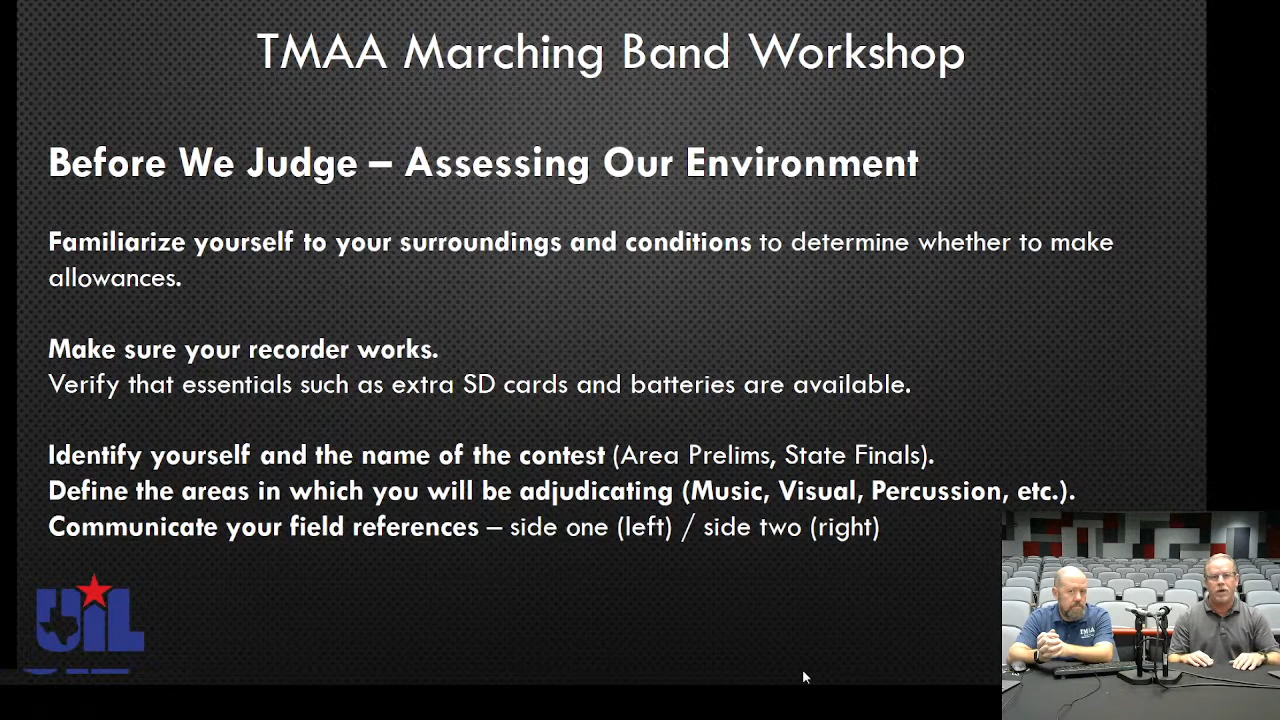 TMAA Marching Band Workshop
Before We Judge – Assessing Our Environment
Familiarize yourself to your surroundings and conditions to determine whether to make
allowances.
Make sure your recorder works.
Verify that essentials such as extra SD cards and batteries are available.
Identify yourself and the name of the contest (Area Prelims, State Finals).
Define the areas in which you will be adjudicating (Music, Visual, Percussion, etc.).
Communicate your field references – side one (left) / side two (right)
UIL
TMAA